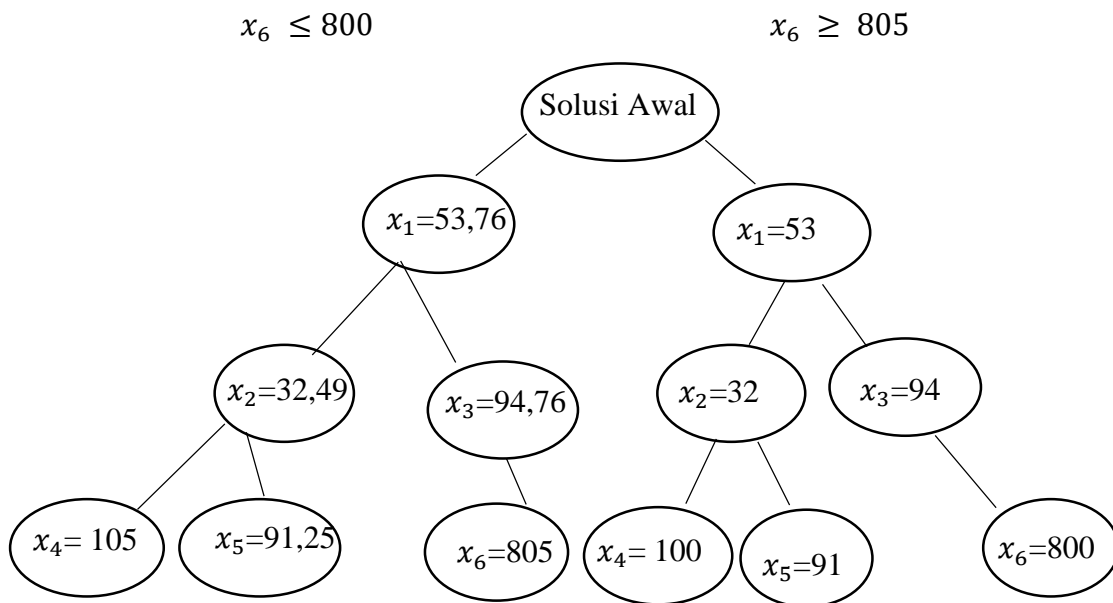 𝑥₆ ≤ 800
𝑥₆ ≥ 805
Solusi Awal
𝑥₁=53,76
𝑥₁=53
𝑥₂=32,49
𝑥₃=94,76
𝑥₂=32
𝑥₃=94
𝑥₄= 105
𝑥₅=91,25
𝑥₆=805
𝑥₄= 100
𝑥₅=91
𝑥₆=800